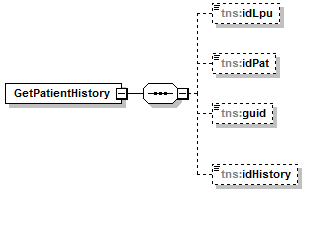 tns:idLpu
tns:idPat
GetPatientHistory
tns:guid
tns:idHistory